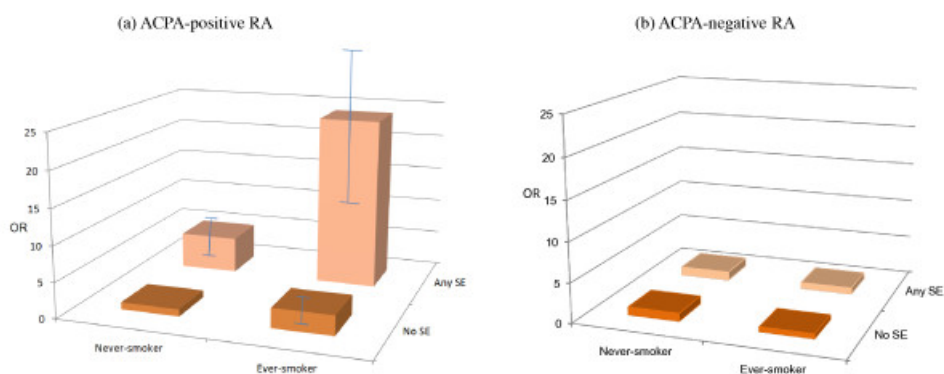 (a) ACPA-positive RA
25
20
15
OR
10
5
0
Never-smoker
Ever-smoker
No SE
Any SE
(b) ACPA-negative RA
25
20
OR
15
10
5
0
Never-smoker
Ever-smoker
No SE
Any SE